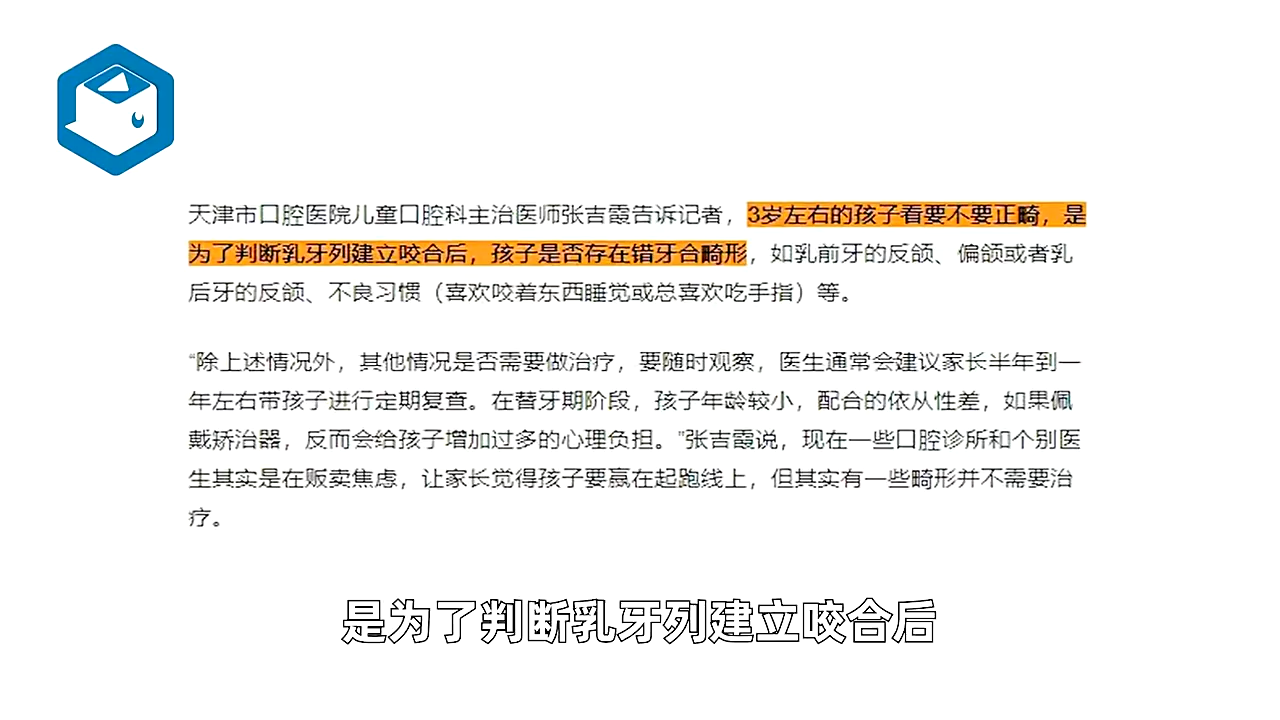 天津市口腔医院儿童口腔科主治医师张吉霞告诉记者，3岁左右的孩子看要不要正畸，是
为了判断乳牙列建立咬合后，孩子是否存在错牙合畸形，如乳前牙的反颌、偏颌或者乳
后牙的反颌、不良习惯（喜欢咬着东西睡觉或总喜欢吃手指）等。
“除上述情况外，其他情况是否需要做治疗，要随时观察，医生通常会建议家长半年到一
年左右带孩子进行定期复查。在替牙期阶段，孩子年龄较小，配合的依从性差，如果佩
戴矫治器，反而会给孩子增加过多的心理负担。”张吉霞说，现在一些口腔诊所和个别医
生其实是在贩卖焦虑，让家长觉得孩子要赢在起跑线上，但其实有一些畸形并不需要治
疗。
是为了判断乳牙列建立咬合后